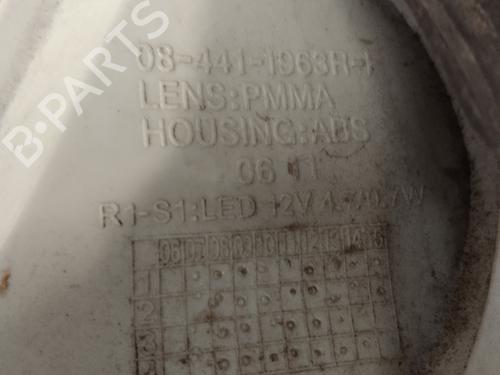 08-441-1963R-
LENS:PMMA
HOUSING:ABS
06 11
R1-S1:LED 12V
06 07 08 09 10 11 12 13 14 15
1
2
3
B-PARTS